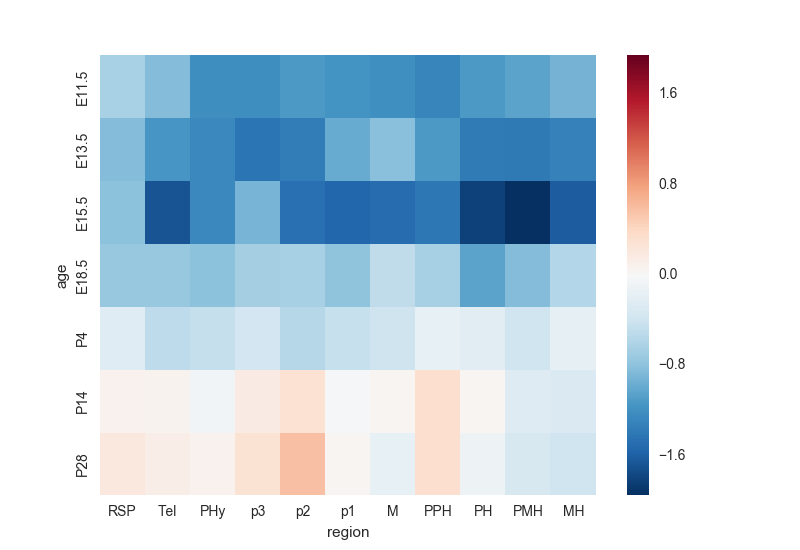 E11.5
E13.5
E15.5
E18.5
P4
P14
P28
age
RSP Tel PHy p3 p2 p1 M PPH PH PMH MH
region
1.6
0.8
0.0
−0.8
−1.6